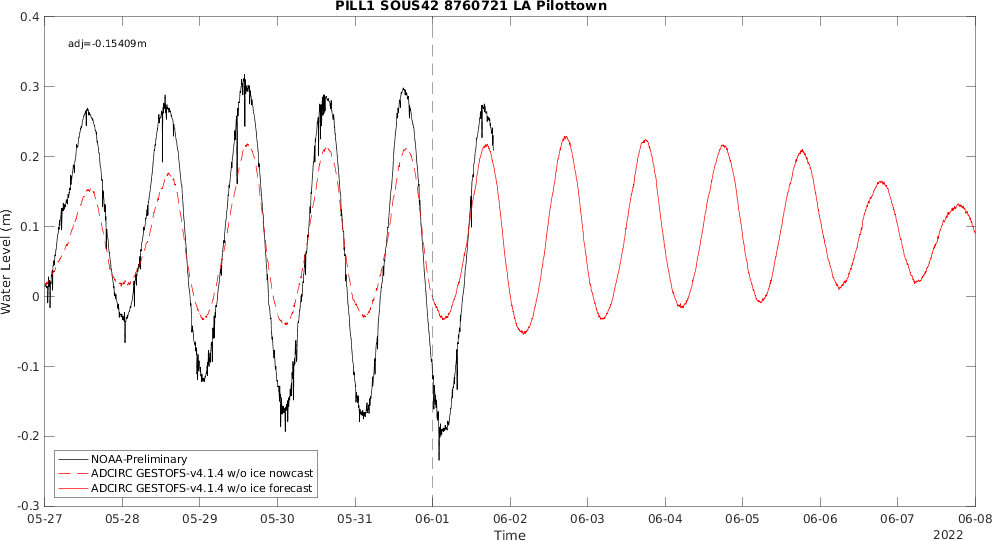 PILL1 SOUS42 8760721 LA Pilottown
adj=-0.15409m
0.4
0.3
0.2
0.1
0
-0.1
-0.2
-0.3
Water Level (m)
NOAA-Preliminary
ADCIRC GESTOFS-v4.1.4 w/o ice nowcast
ADCIRC GESTOFS-v4.1.4 w/o ice forecast
05-27 05-28 05-29 05-30 05-31 06-01 06-02 06-03 06-04 06-05 06-06 06-07 06-08
Time
2022